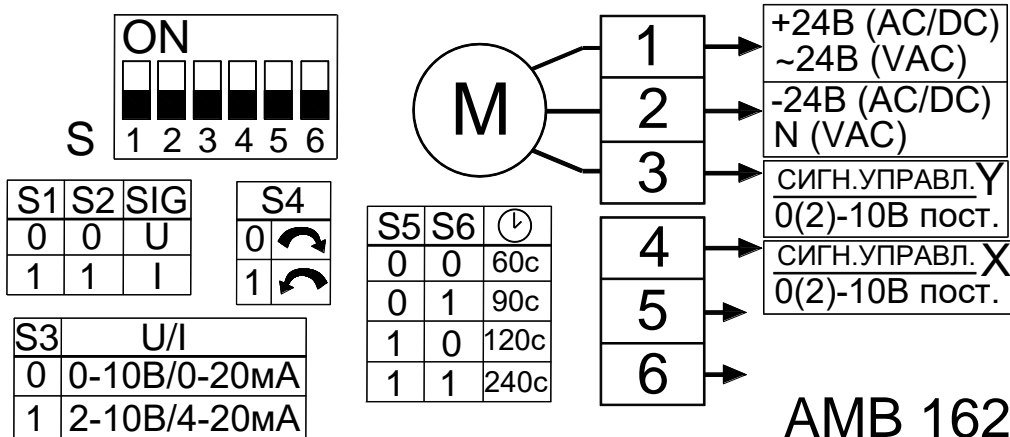 ON
S 1 2 3 4 5 6
S1 S2 SIG
0 0 U
1 1 I
S4
0
1
S3 U/I
0 0-10В/0-20мА
1 2-10В/4-20мА
S5 S6
0 0 60с
0 1 90с
1 0 120с
1 1 240с
M
1
2
3
4
5
6
+24В (AC/DC)
~24В (VAC)
-24В (AC/DC)
N (VAC)
СИГН.УПРАВЛ. Y
0(2)-10В пост.
СИГН.УПРАВЛ. X
0(2)-10В пост.
AMB 162